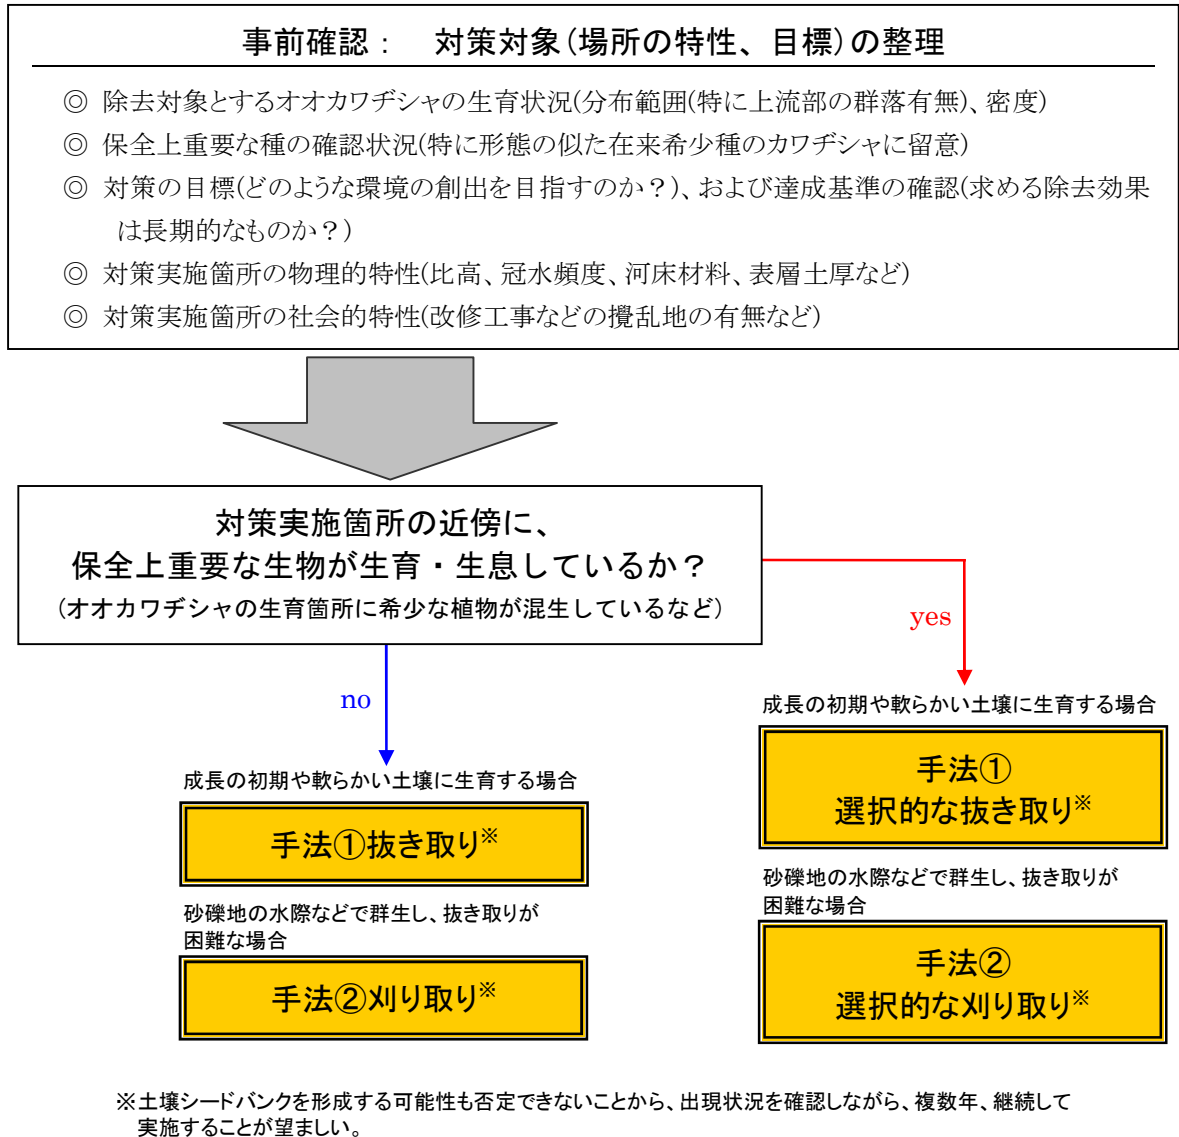 事前確認： 対策対象（場所の特性、目標）の整理
◎ 除去対象とするオオカワヂシャの生育状況(分布範囲(特に上流部の群落有無)、密度)
◎ 保全上重要な種の確認状況(特に形態の似た在来希少種のカワヂシャに留意)
◎ 対策の目標(どのような環境の創出を目指すのか？)、および達成基準の確認(求める除去効果
は長期的なものか？)
◎ 対策実施箇所の物理的特性(比高、冠水頻度、河床材料、表層土厚など)
◎ 対策実施箇所の社会的特性(改修工事などの攪乱地の有無など)
対策実施箇所の近傍に、
保全上重要な生物が生育・生息しているか？
（オオカワヂシャの生育箇所に希少な植物が混生しているなど）
yes
no
成長の初期や軟らかい土壌に生育する場合
手法①抜き取り※
砂礫地の水際などで群生し、抜き取りが
困難な場合
手法②刈り取り※
成長の初期や軟らかい土壌に生育する場合
手法①
選択的な抜き取り※
砂礫地の水際などで群生し、抜き取りが
困難な場合
手法②
選択的な刈り取り※
※土壌シードバンクを形成する可能性も否定できないことから、出現状況を確認しながら、複数年、継続して
実施することが望ましい。